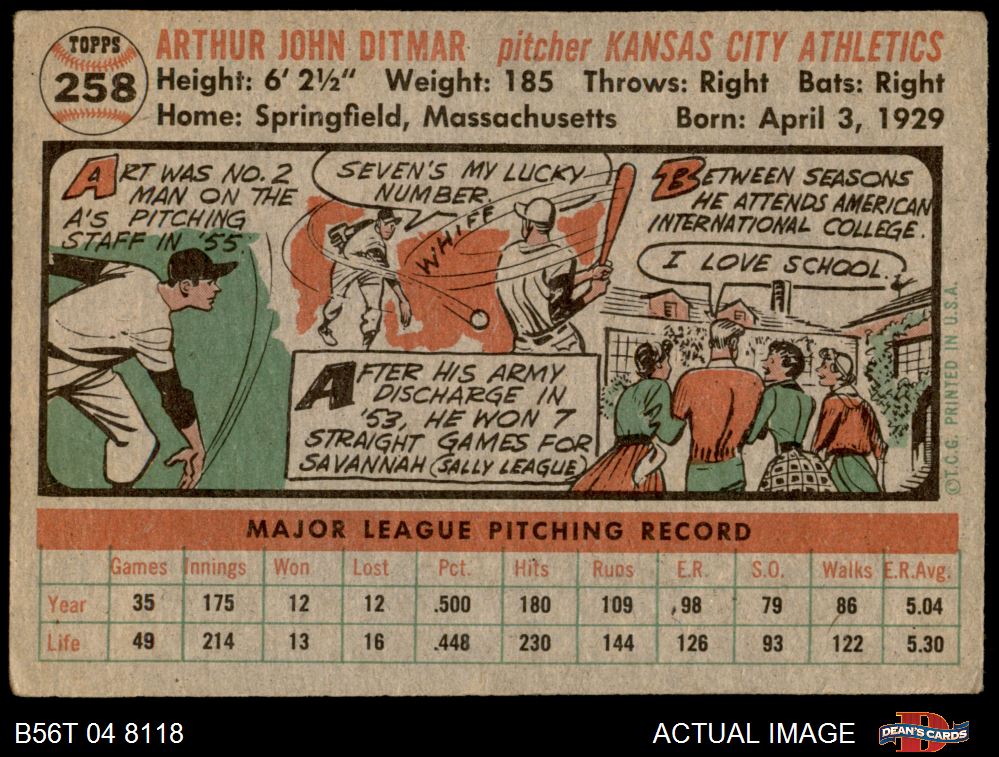 TOPPS
258
ARTHUR JOHN DITMAR pitcher KANSAS CITY ATHLETICS
Height: 6' 2½" Weight: 185 Throws: Right Bats: Right
Home: Springfield, Massachusetts Born: April 3, 1929
ART WAS NO. 2
MAN ON THE
A'S PITCHING
STAFF IN '55.
SEVEN'S MY LUCKY
NUMBER.
WHIFF
AFTER HIS ARMY
DISCHARGE IN
'53, HE WON 7
STRAIGHT GAMES FOR
SAVANNAH (SALLY LEAGUE)
BETWEEN SEASONS
HE ATTENDS AMERICAN
INTERNATIONAL COLLEGE.
I LOVE SCHOOL.
© T.C.G. PRINTED IN U.S.A.
MAJOR LEAGUE PITCHING RECORD
Games Innings Won Lost Pct. Hits Runs E.R. S.O. Walks E.R.Avg.
Year 35 175 12 12 .500 180 109 98 79 86 5.04
Life 49 214 13 16 .448 230 144 126 93 122 5.30
B56T 04 8118 ACTUAL IMAGE DEAN'S CARDS